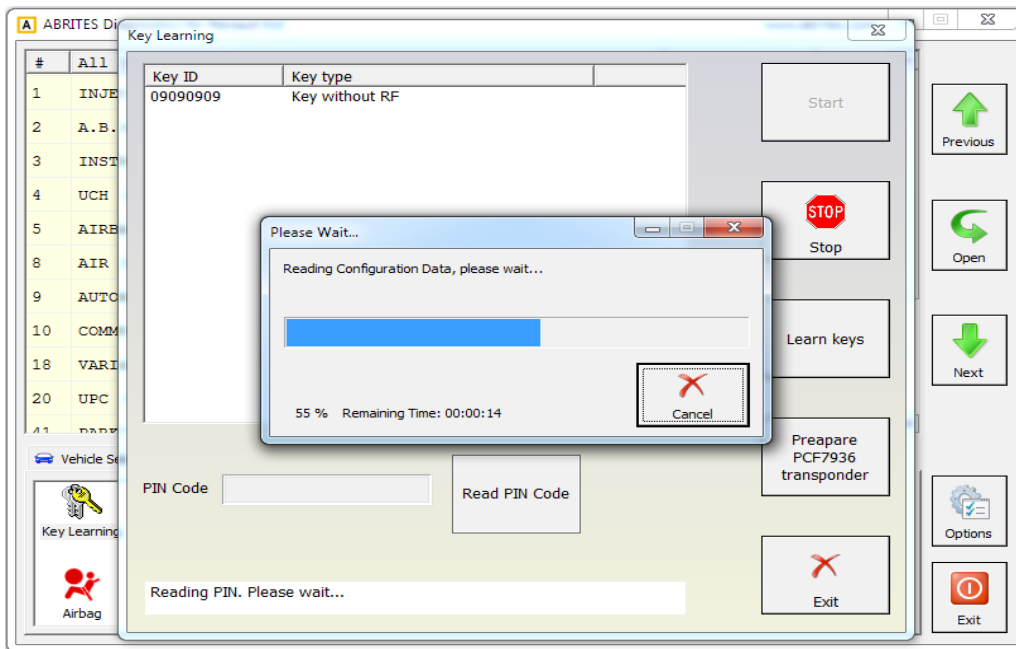 ABRITES Di
Key Learning
# All
1 INJE
2 A.B.
3 INST
4 UCH
5 AIRB
8 AIR
9 AUTO
10 COMM
18 VARI
20 UPC
41 PARK
Key ID Key type
09090909 Key without RF
Please Wait...
Reading Configuration Data, please wait...
55 % Remaining Time: 00:00:14
Cancel
PIN Code
Read PIN Code
Reading PIN. Please wait...
Start
Stop
STOP
Learn keys
Preapare
PCF7936
transponder
Exit
Vehicle Se
Key Learning
Airbag
Previous
Open
Next
Options
Exit